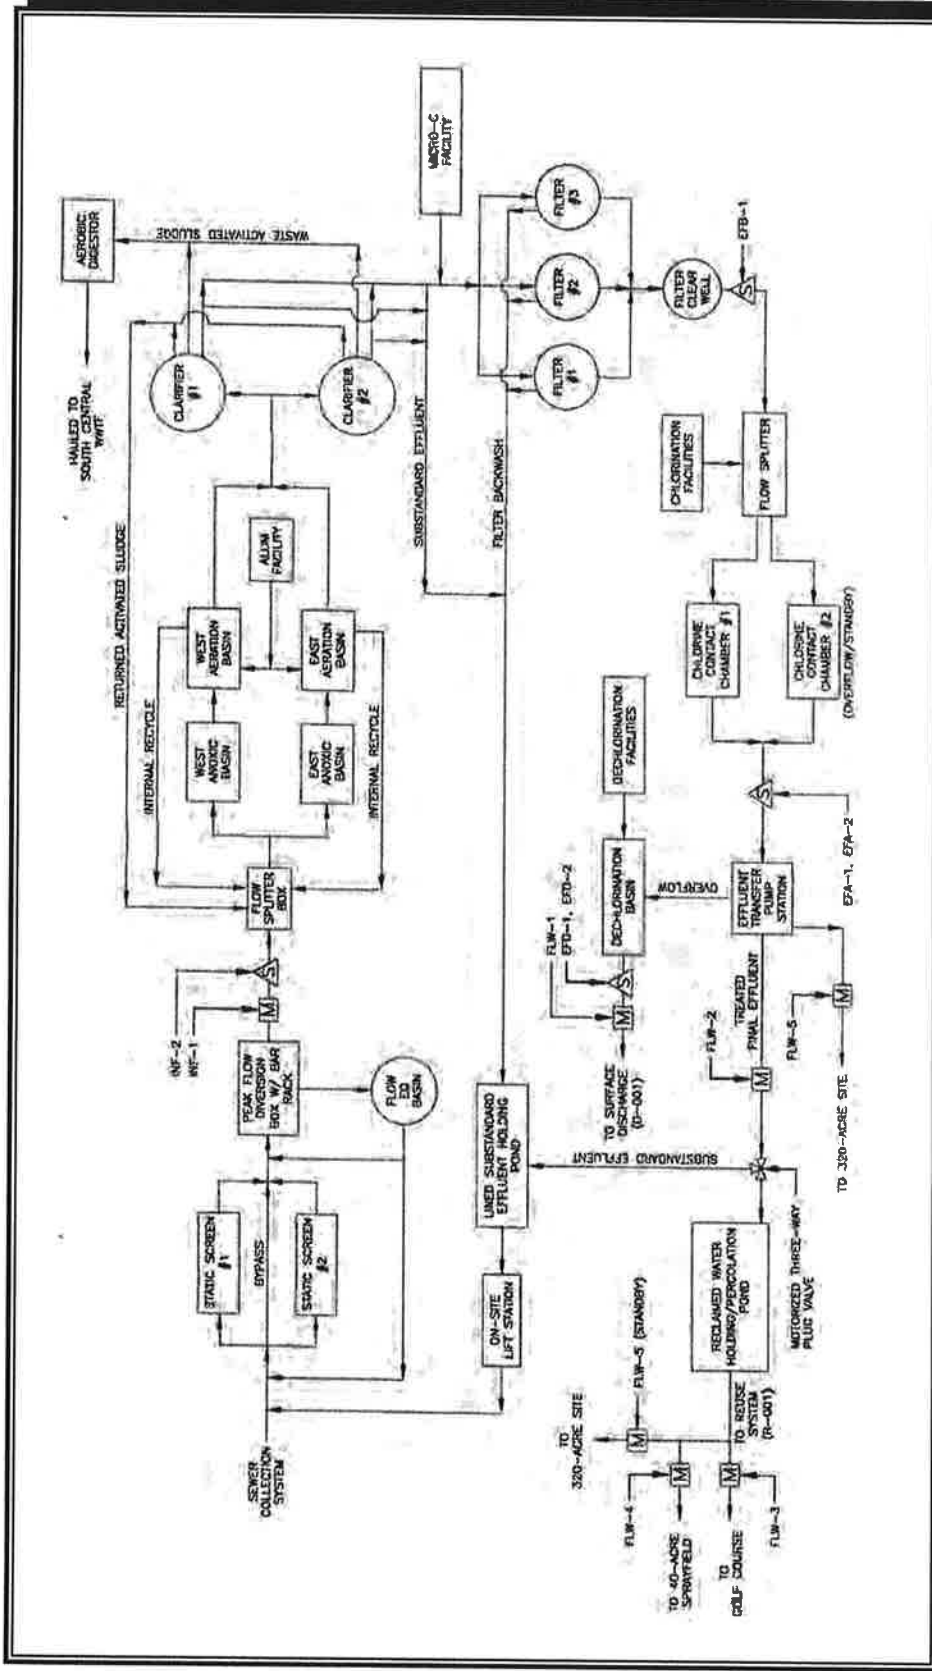 SEWER
COLLECTION
SYSTEM
STATIC SCREEN
#1
BYPASS
STATIC SCREEN
#2
PEAK FLOW
DIVERSION
BOX W/ BAR
RACK
FLOW
EQ
BASIN
INF-2
INF-1
M
S
FLOW
SPLITTER
BOX
RETURNED ACTIVATED SLUDGE
INTERNAL RECYCLE
WEST
ANOXIC
BASIN
WEST
AERATION
BASIN
EAST
ANOXIC
BASIN
EAST
AERATION
BASIN
INTERNAL RECYCLE
ALUM
FACILITY
CLARIFIER
#1
CLARIFIER
#2
HAULED TO
SOUTH CENTRAL
WWTF
AEROBIC
DIGESTOR
WASTE ACTIVATED SLUDGE
MICRO-C
FACILITY
SUBSTANDARD EFFLUENT
FILTER BACKWASH
FILTER
#1
FILTER
#2
FILTER
#3
FILTER
CLEAR
WELL
S
EFB-1
CHLORINATION
FACILITIES
FLOW SPLITTER
CHLORINE
CONTACT
CHAMBER #1
CHLORINE
CONTACT
CHAMBER #2
(OVERFLOW/STANDBY)
S
EFA-1, EFA-2
DECHLORINATION
FACILITIES
DECHLORINATION
BASIN
OVERFLOW
EFFLUENT
TRANSFER
PUMP
STATION
FLW-1
EFD-1, EFD-2
S
M
TO SURFACE
DISCHARGE
(D-001)
TREATED
FINAL EFFLUENT
FLW-2
M
FLW-5
M
TO 320-ACRE SITE
LINED SUBSTANDARD
EFFLUENT HOLDING
POND
ON-SITE
LIFT STATION
SUBSTANDARD EFFLUENT
MOTORIZED THREE-WAY
PLUG VALVE
RECLAIMED WATER
HOLDING/PERCOLATION
POND
TO REUSE
SYSTEM
(R-001)
FLW-5 (STANDBY)
TO
320-ACRE SITE
M
FLW-4
M
TO 40-ACRE
SPRAYFIELD
M
FLW-3
TO
GOLF COURSE